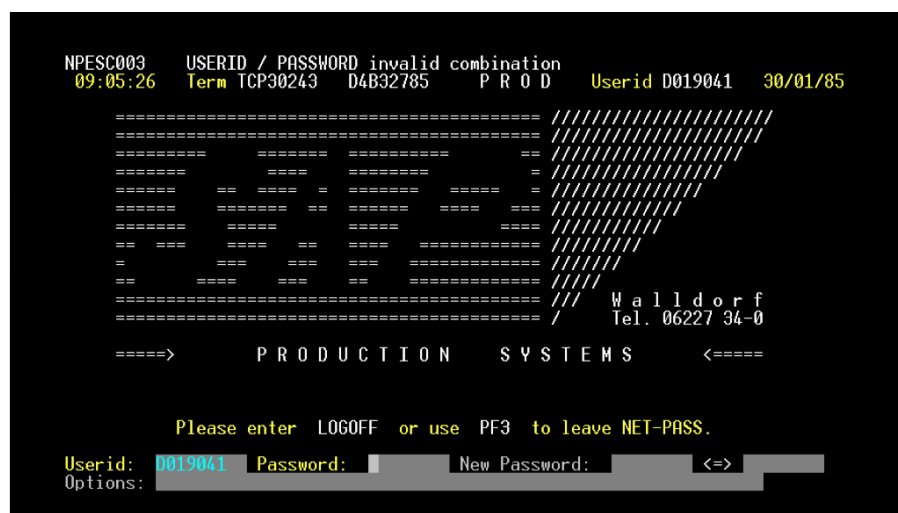 NPESC003 USERID / PASSWORD invalid combination
09:05:26 Term TCP30243 D4B32785 P R O D Userid D019041 30/01/85
W a l l d o r f
Tel. 06227 34-0
=====> P R O D U C T I O N S Y S T E M S <=====
Please enter LOGOFF or use PF3 to leave NET-PASS.
Userid: D019041 Password: New Password: <=>
Options: